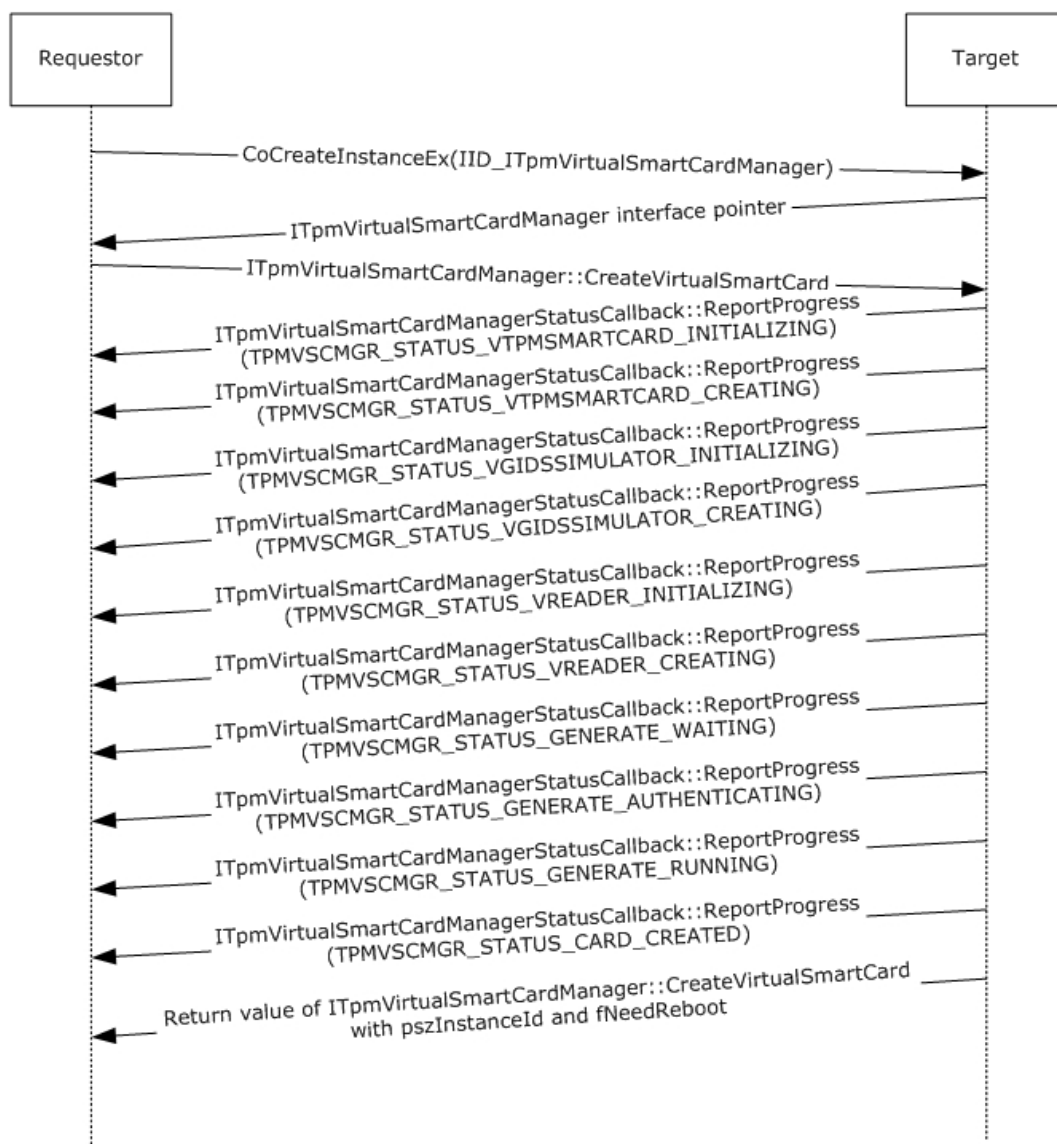 Requestor
Target
CoCreateInstanceEx(IID_ITpmVirtualSmartCardManager)
ITpmVirtualSmartCardManager interface pointer
ITpmVirtualSmartCardManager::CreateVirtualSmartCard
ITpmVirtualSmartCardManagerStatusCallback::ReportProgress
(TPMVSCMGR_STATUS_VTPMSMARTCARD_INITIALIZING)
ITpmVirtualSmartCardManagerStatusCallback::ReportProgress
(TPMVSCMGR_STATUS_VTPMSMARTCARD_CREATING)
ITpmVirtualSmartCardManagerStatusCallback::ReportProgress
(TPMVSCMGR_STATUS_VGIDSSIMULATOR_INITIALIZING)
ITpmVirtualSmartCardManagerStatusCallback::ReportProgress
(TPMVSCMGR_STATUS_VGIDSSIMULATOR_CREATING)
ITpmVirtualSmartCardManagerStatusCallback::ReportProgress
(TPMVSCMGR_STATUS_VREADER_INITIALIZING)
ITpmVirtualSmartCardManagerStatusCallback::ReportProgress
(TPMVSCMGR_STATUS_VREADER_CREATING)
ITpmVirtualSmartCardManagerStatusCallback::ReportProgress
(TPMVSCMGR_STATUS_GENERATE_WAITING)
ITpmVirtualSmartCardManagerStatusCallback::ReportProgress
(TPMVSCMGR_STATUS_GENERATE_AUTHENTICATING)
ITpmVirtualSmartCardManagerStatusCallback::ReportProgress
(TPMVSCMGR_STATUS_GENERATE_RUNNING)
ITpmVirtualSmartCardManagerStatusCallback::ReportProgress
(TPMVSCMGR_STATUS_CARD_CREATED)
Return value of ITpmVirtualSmartCardManager::CreateVirtualSmartCard
with pszInstanceId and fNeedReboot